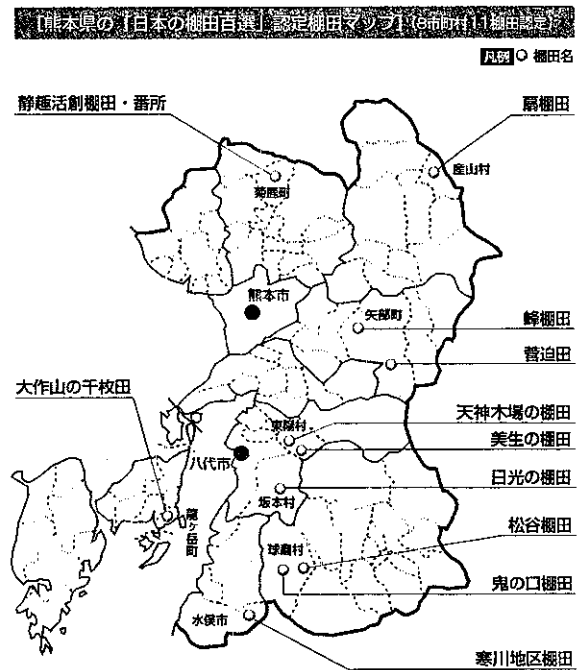 [熊本県の「日本の棚田百選」認定棚田マップ](8市町村11棚田認定)
凡例 棚田名
静趣活創棚田・番所
扇棚田
菊鹿町
産山村
熊本市
矢部町
峰棚田
菅迫田
大作山の千枚田
天神木場の棚田
東陽村
美生の棚田
八代市
日光の棚田
坂本村
龍ヶ岳町
松谷棚田
球磨村
鬼の口棚田
水俣市
寒川地区棚田